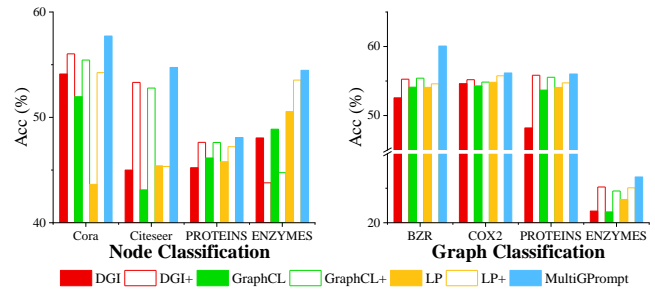 Acc (%)
60
50
40
Cora Citeseer PROTEINS ENZYMES
Node Classification
Acc (%)
60
50
20
BZR COX2 PROTEINS ENZYMES
Graph Classification
DGI DGI+ GraphCL GraphCL+ LP LP+ MultiGPrompt